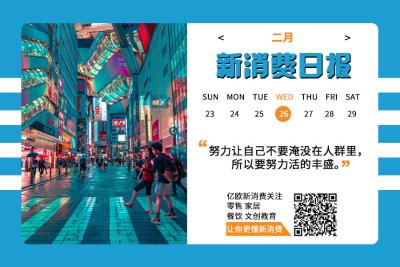 < 二月 >
新消费日报
SUN MON TUE WED THU FRI SAT
23 24 25 26 27 28 29
“努力让自己不要淹没在人群里，
所以要努力活的丰盛。”
亿欧新消费关注
零售 家居
餐饮 文创教育
让你更懂新消费